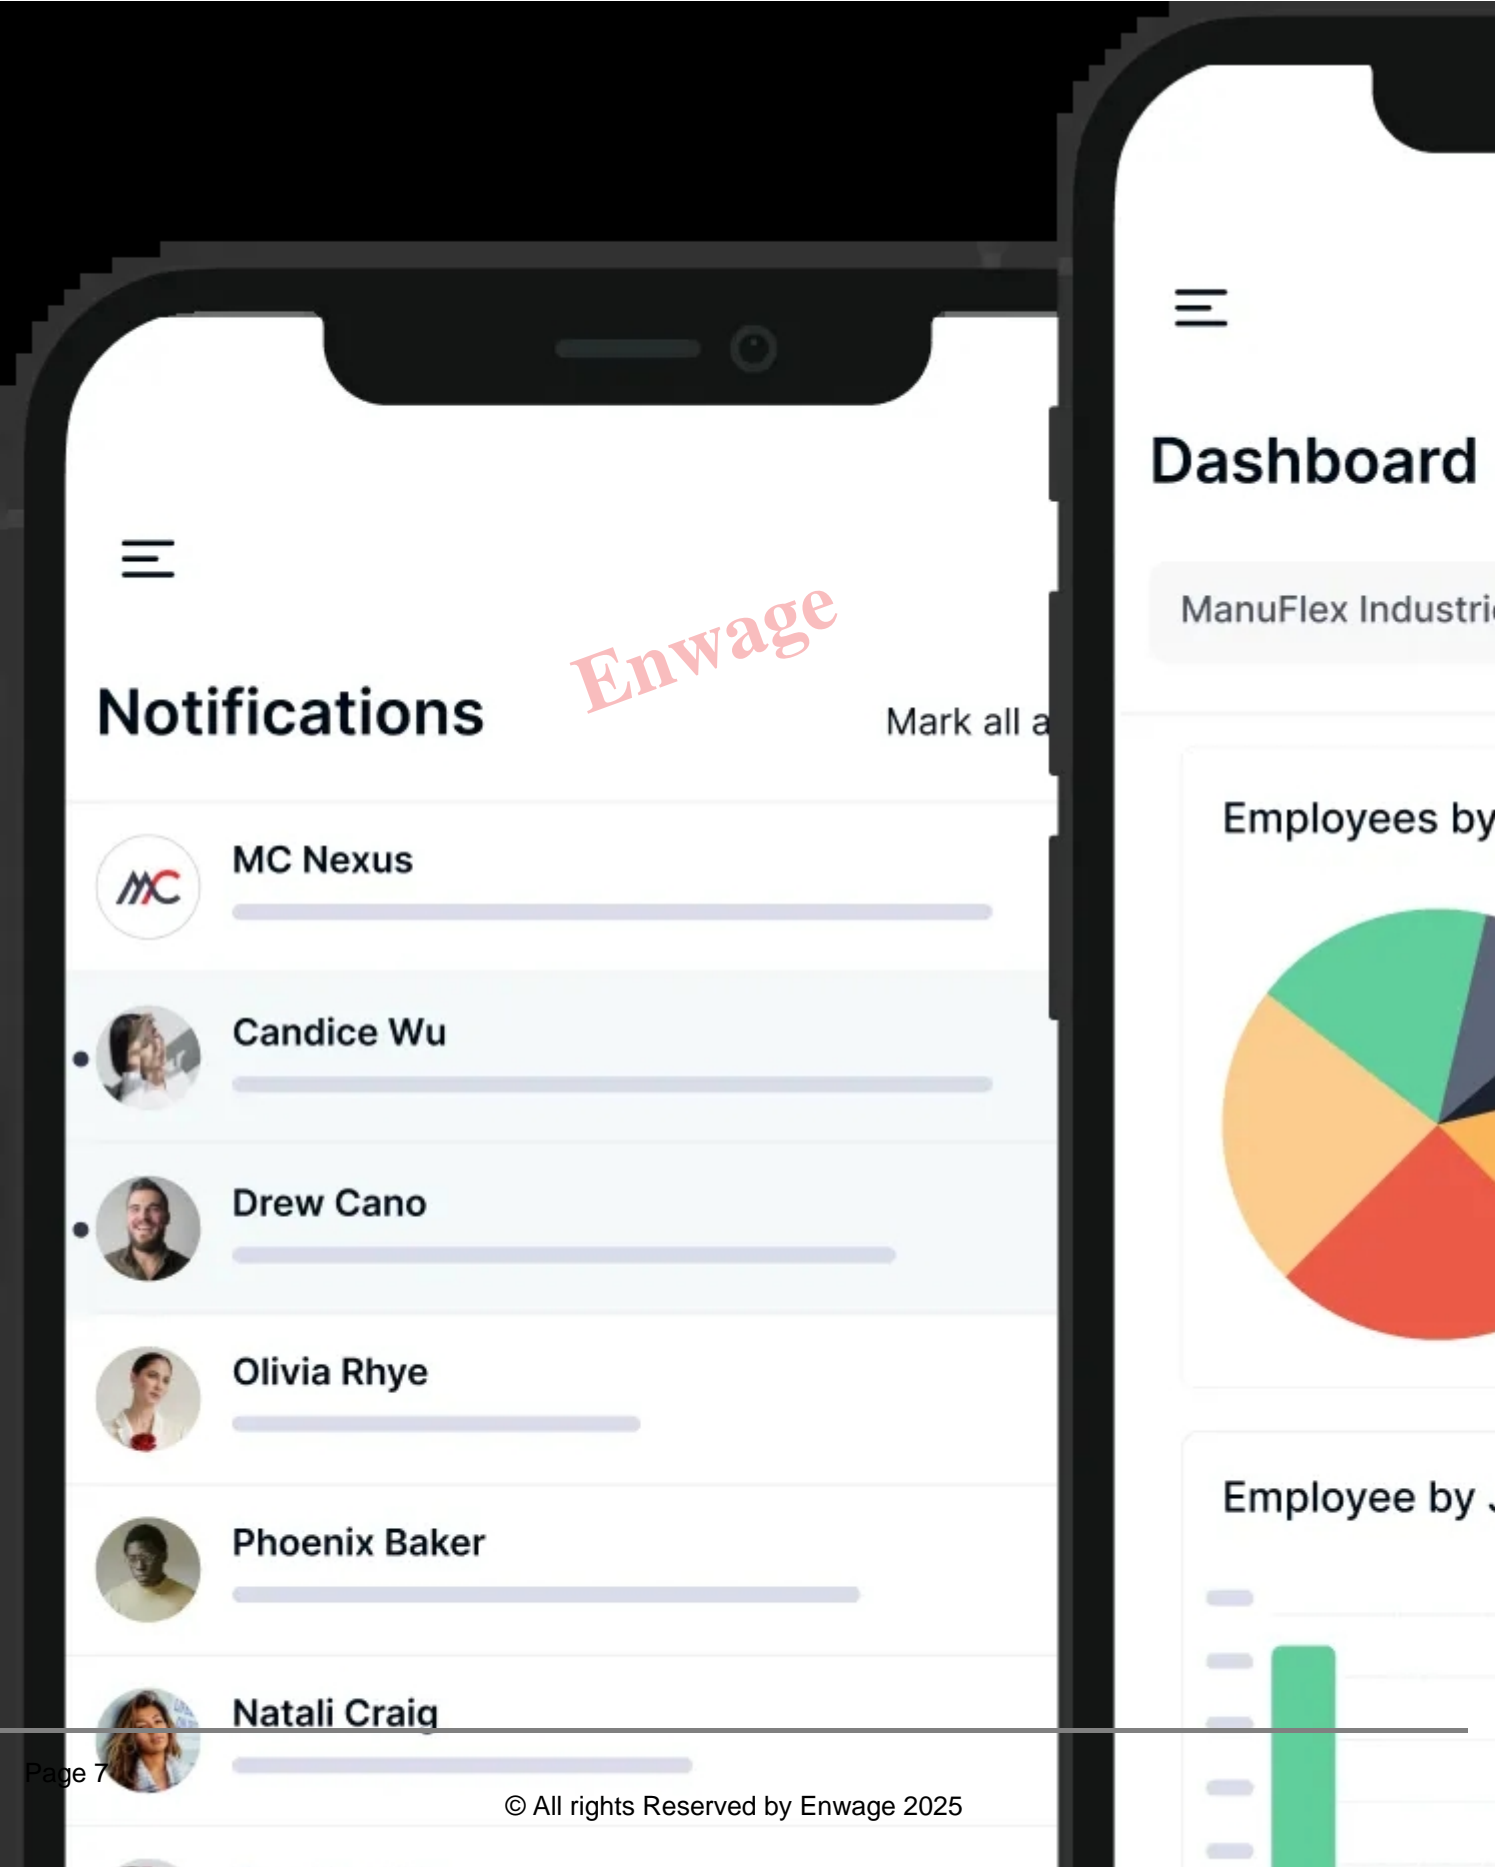 Dashboard
ManuFlex Industri
Enwage
Notifications
Mark all a
Employees by
MC
MC Nexus
Candice Wu
Drew Cano
Olivia Rhye
Employee by
Phoenix Baker
Natali Craig
Page 7
© All rights Reserved by Enwage 2025